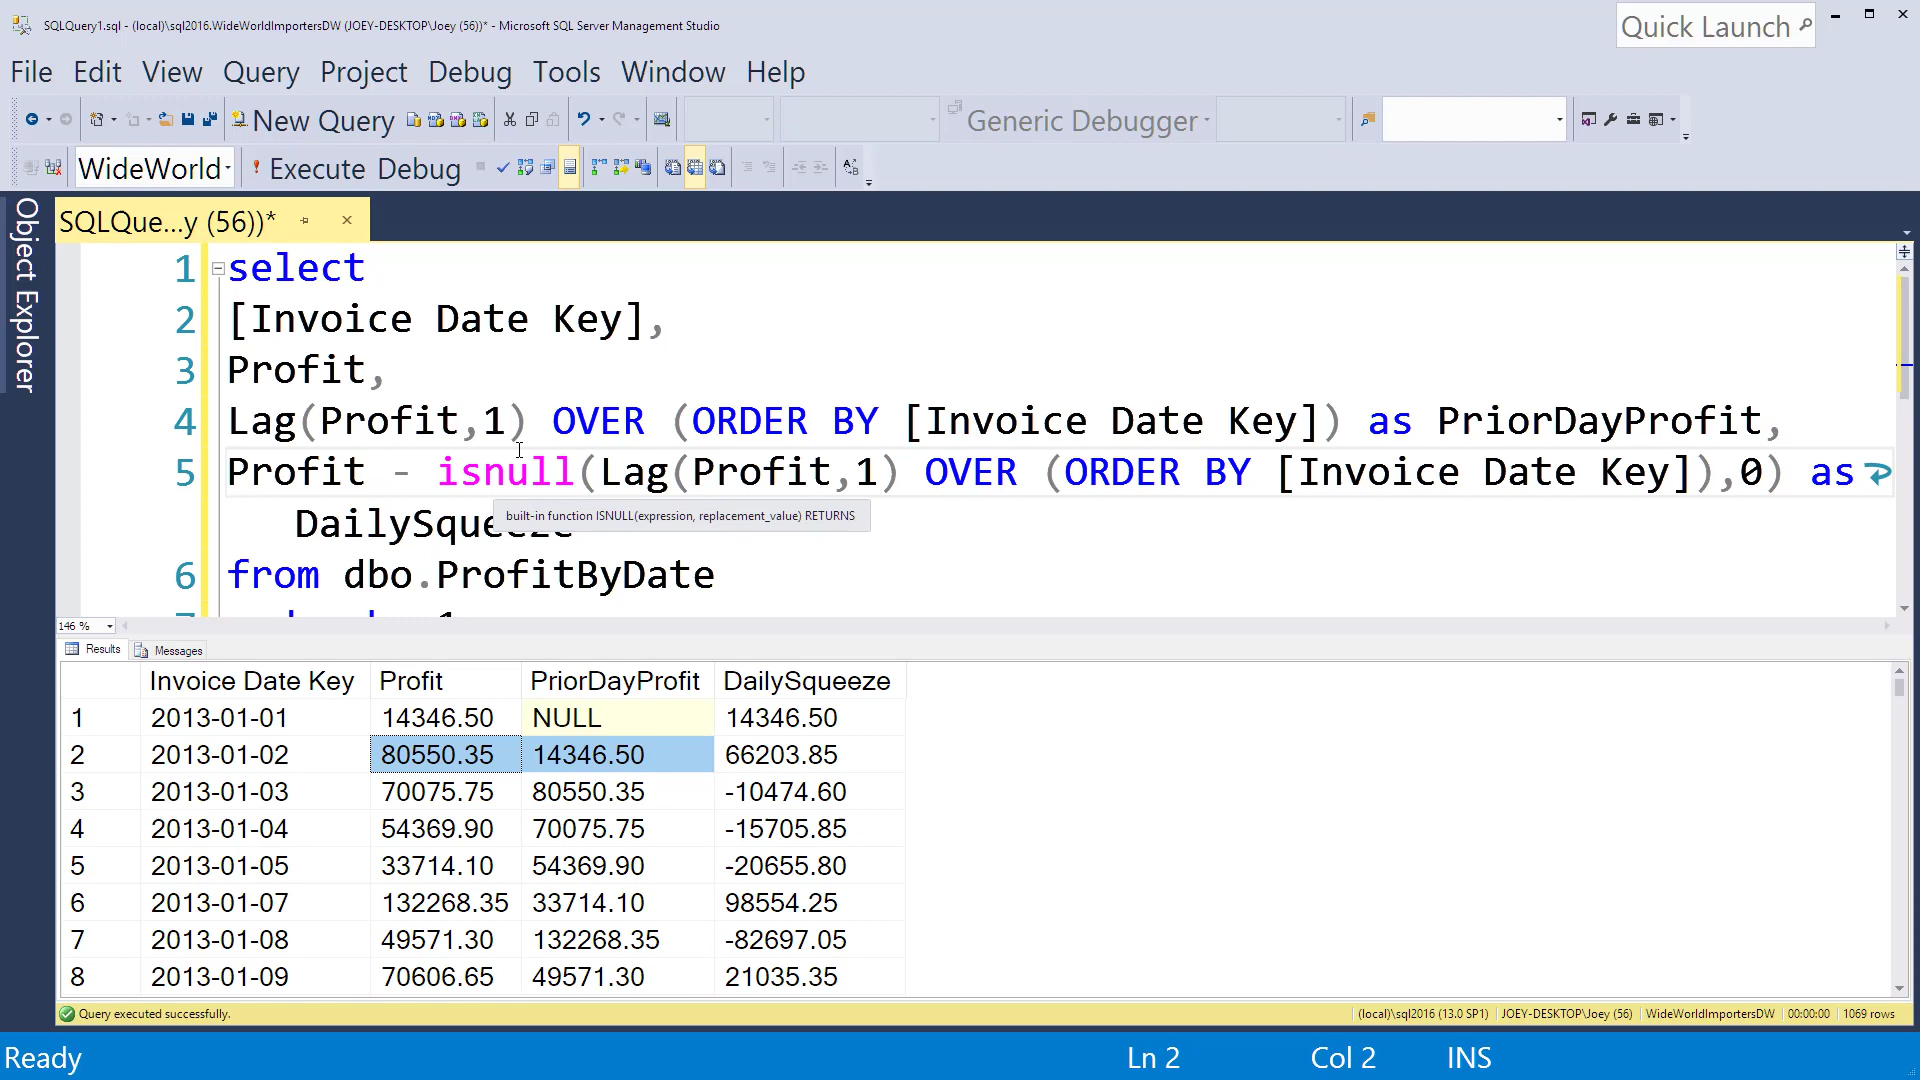 SQLQuery1.sql - (local)\sql2016.WideWorldImportersDW (JOEY-DESKTOP\Joey (56))* - Microsoft SQL Server Management Studio
Quick Launch
File Edit View Query Project Debug Tools Window Help
New Query Generic Debugger
WideWorld Execute Debug
Object Explorer
SQLQue...y (56))*
1 select
2 [Invoice Date Key],
3 Profit,
4 Lag(Profit,1) OVER (ORDER BY [Invoice Date Key]) as PriorDayProfit,
5 Profit - isnull(Lag(Profit,1) OVER (ORDER BY [Invoice Date Key]),0) as
DailySqueeze
built-in function ISNULL(expression, replacement_value) RETURNS
6 from dbo.ProfitByDate
146 %
Results Messages
Invoice Date Key Profit PriorDayProfit DailySqueeze
1 2013-01-01 14346.50 NULL 14346.50
2 2013-01-02 80550.35 14346.50 66203.85
3 2013-01-03 70075.75 80550.35 -10474.60
4 2013-01-04 54369.90 70075.75 -15705.85
5 2013-01-05 33714.10 54369.90 -20655.80
6 2013-01-07 132268.35 33714.10 98554.25
7 2013-01-08 49571.30 132268.35 -82697.05
8 2013-01-09 70606.65 49571.30 21035.35
Query executed successfully. (local)\sql2016 (13.0 SP1) JOEY-DESKTOP\Joey (56) WideWorldImportersDW 00:00:00 1069 rows
Ready Ln 2 Col 2 INS